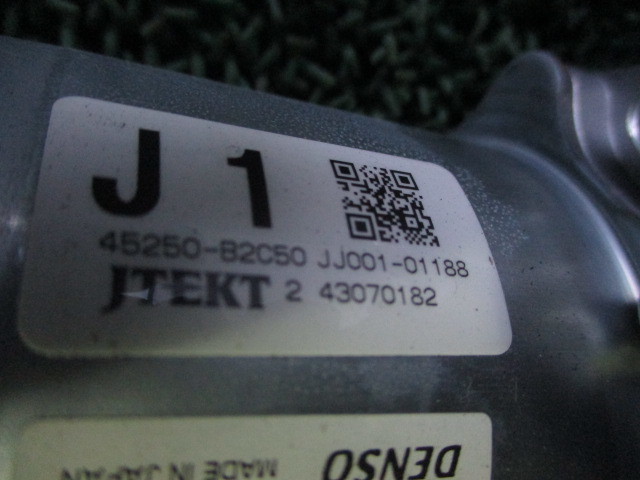 J 1
45250-B2C50 JJ001-01188
JTEKT 2 43070182
DENSO MADE IN JAPAN